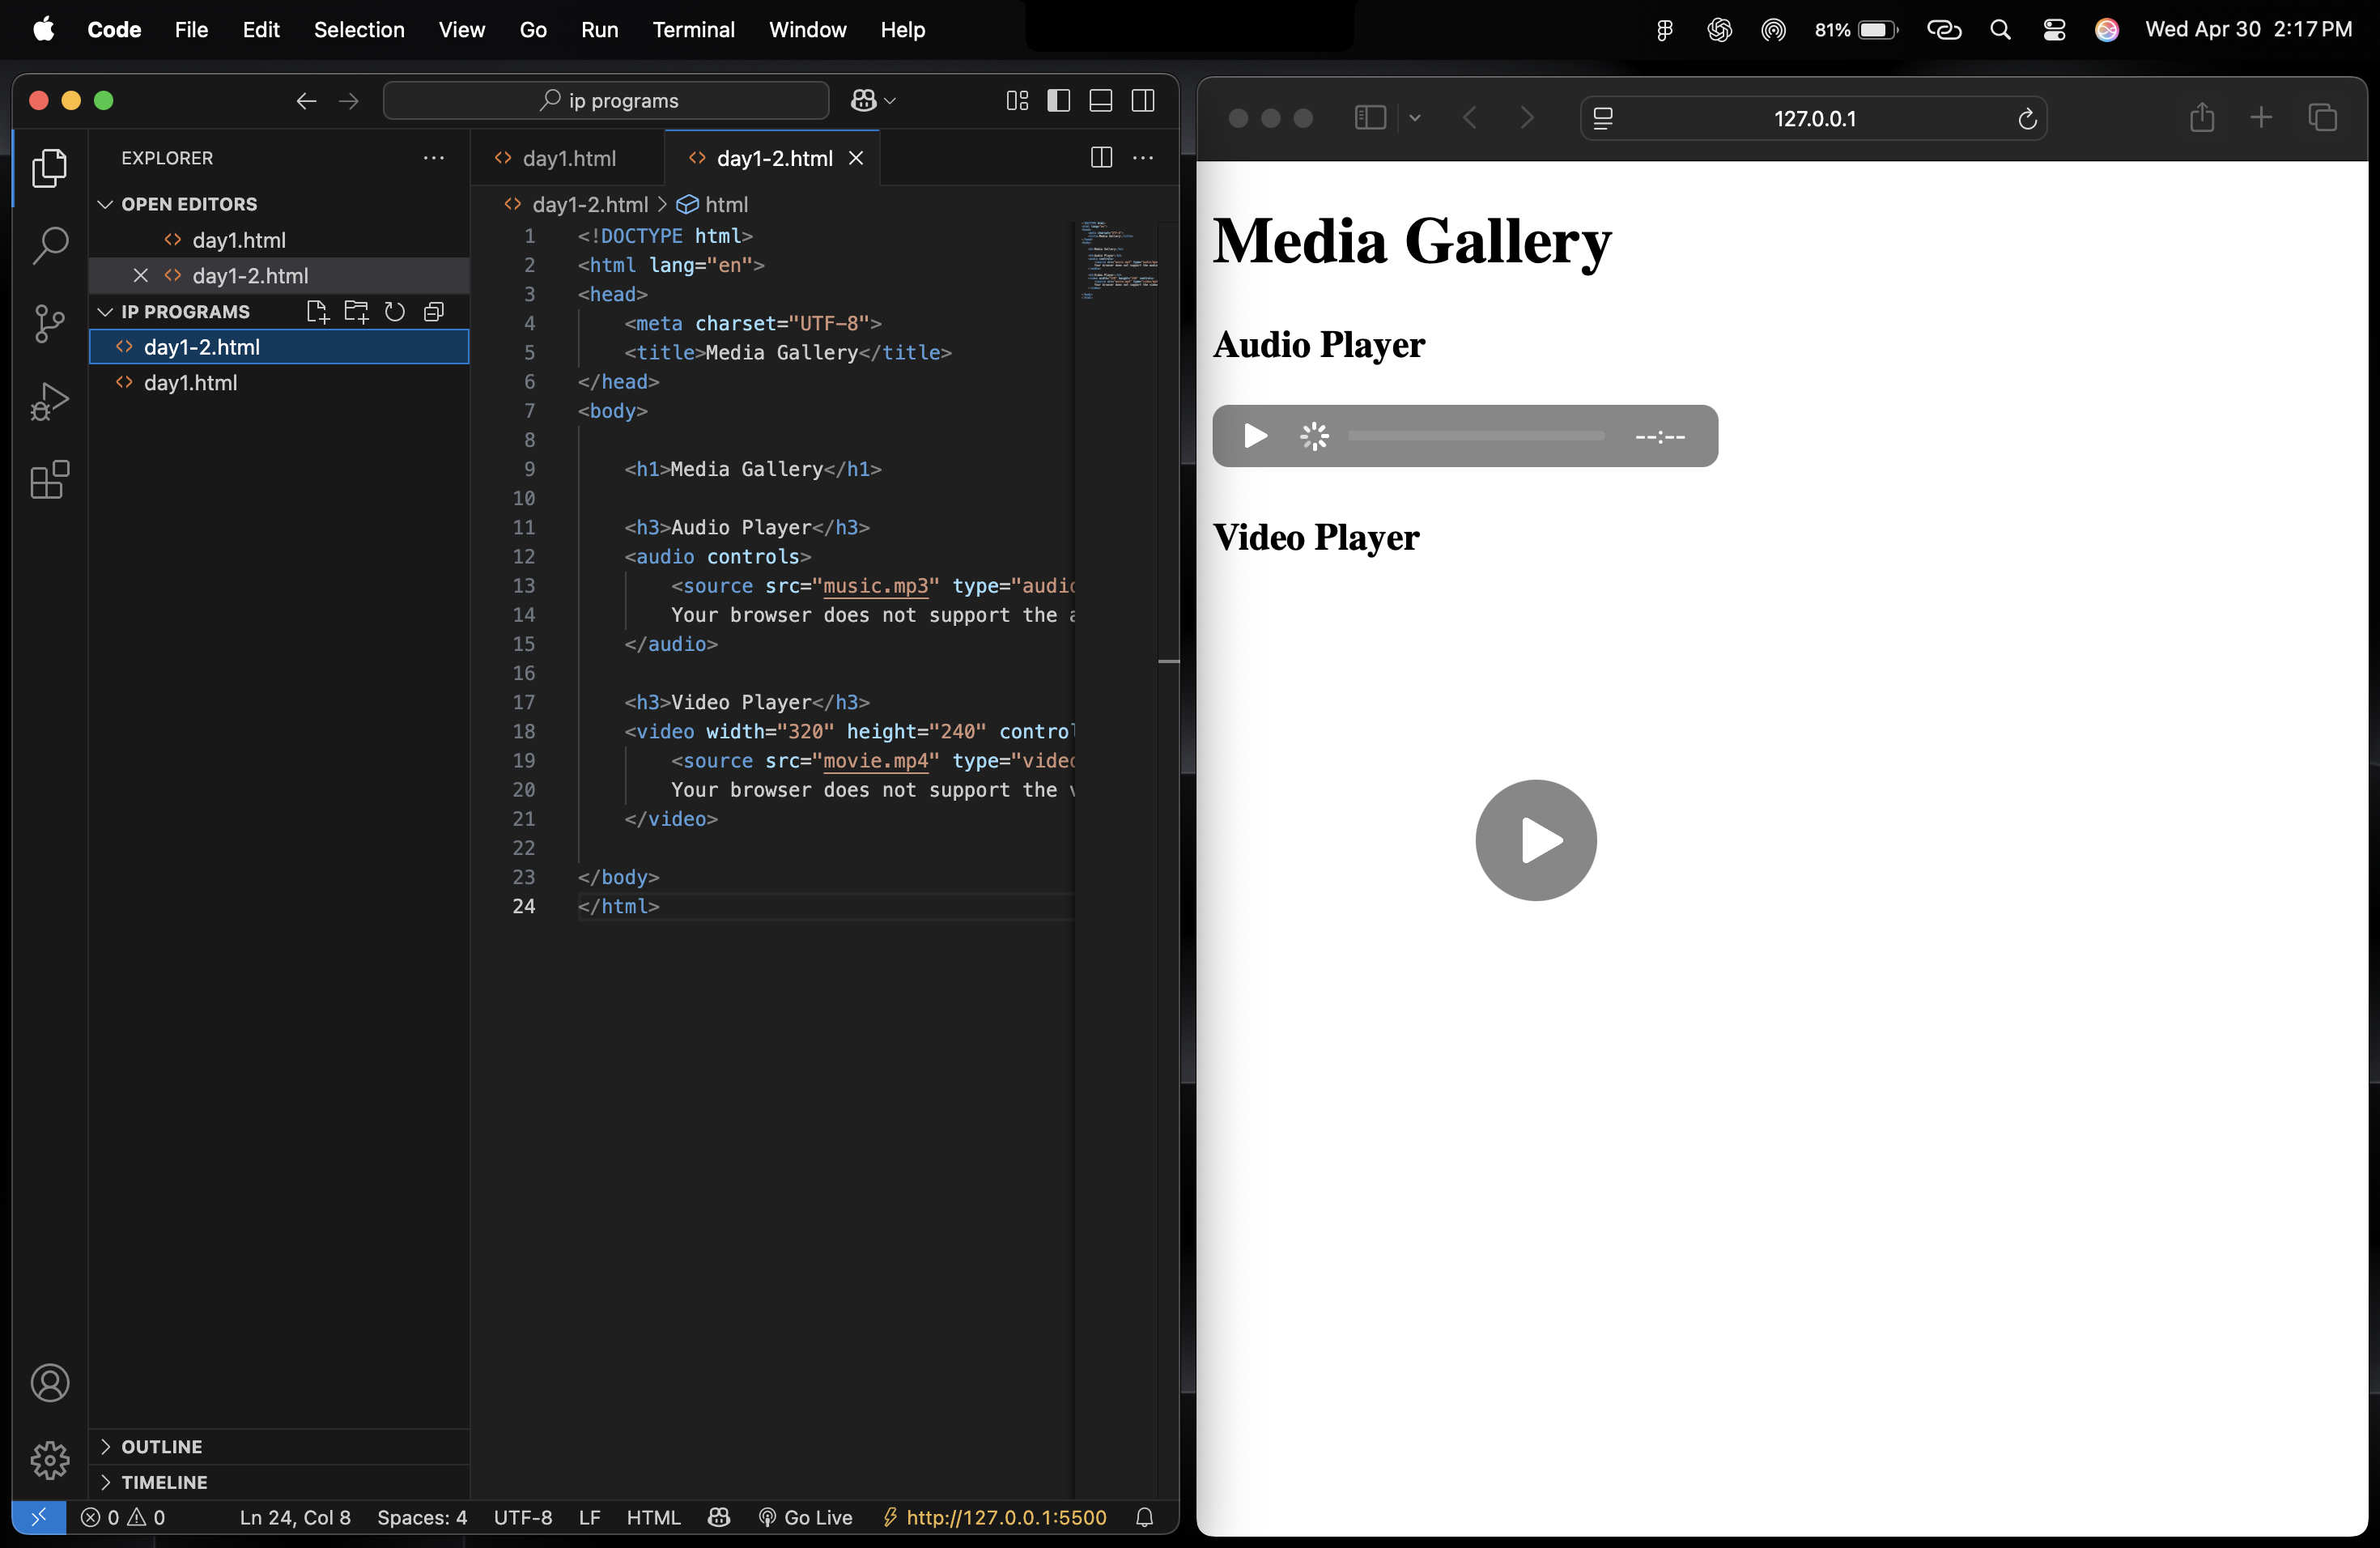 Code File Edit Selection View Go Run Terminal Window Help 81% Wed Apr 30 2:17 PM
ip programs
EXPLORER
OPEN EDITORS
day1.html
day1-2.html
IP PROGRAMS
day1-2.html
day1.html
OUTLINE
TIMELINE
day1.html day1-2.html
day1-2.html > html
1 <!DOCTYPE html>
2 <html lang="en">
3 <head>
4 <meta charset="UTF-8">
5 <title>Media Gallery</title>
6 </head>
7 <body>
8
9 <h1>Media Gallery</h1>
10
11 <h3>Audio Player</h3>
12 <audio controls>
13 <source src="music.mp3" type="audio
14 Your browser does not support the a
15 </audio>
16
17 <h3>Video Player</h3>
18 <video width="320" height="240" control
19 <source src="movie.mp4" type="video
20 Your browser does not support the v
21 </video>
22
23 </body>
24 </html>
0 0 Ln 24, Col 8 Spaces: 4 UTF-8 LF HTML Go Live http://127.0.0.1:5500
127.0.0.1
Media Gallery
Audio Player
--:--
Video Player